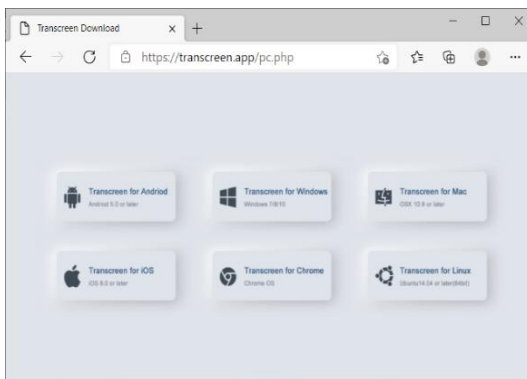 Transcreen Download
https://transcreen.app/pc.php
Transcreen for Andriod
Android 5.0 or later
Transcreen for Windows
Windows 7/8/10
Transcreen for Mac
OSX 10.9 or later
Transcreen for iOS
iOS 8.0 or later
Transcreen for Chrome
Chrome OS
Transcreen for Linux
Ubuntu14.04 or later(64bit)